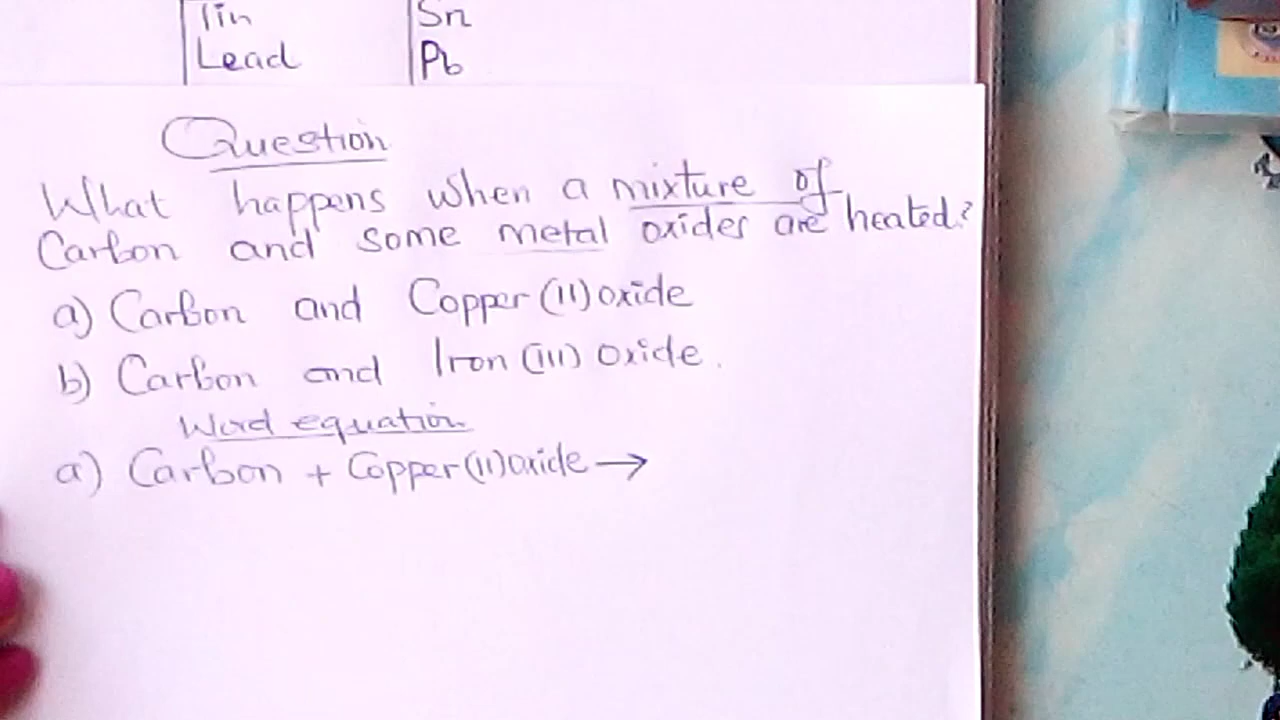 Tin Sn
Lead Pb
Question
What happens when a mixture of
Carbon and some metal oxides are heated?
a) Carbon and Copper (II) oxide
b) Carbon and Iron (III) Oxide.
Word equation
a) Carbon + Copper (II) oxide →